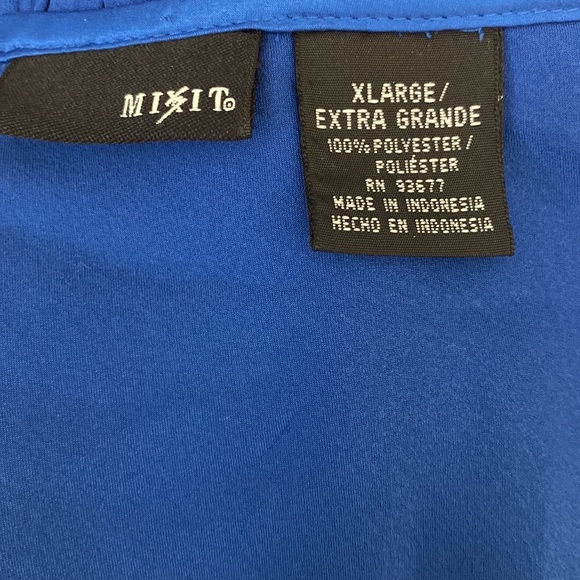 MIXIT
XLARGE/
EXTRA GRANDE
100% POLYESTER/
POLIÉSTER
RN 93677
MADE IN INDONESIA
HECHO EN INDONESIA